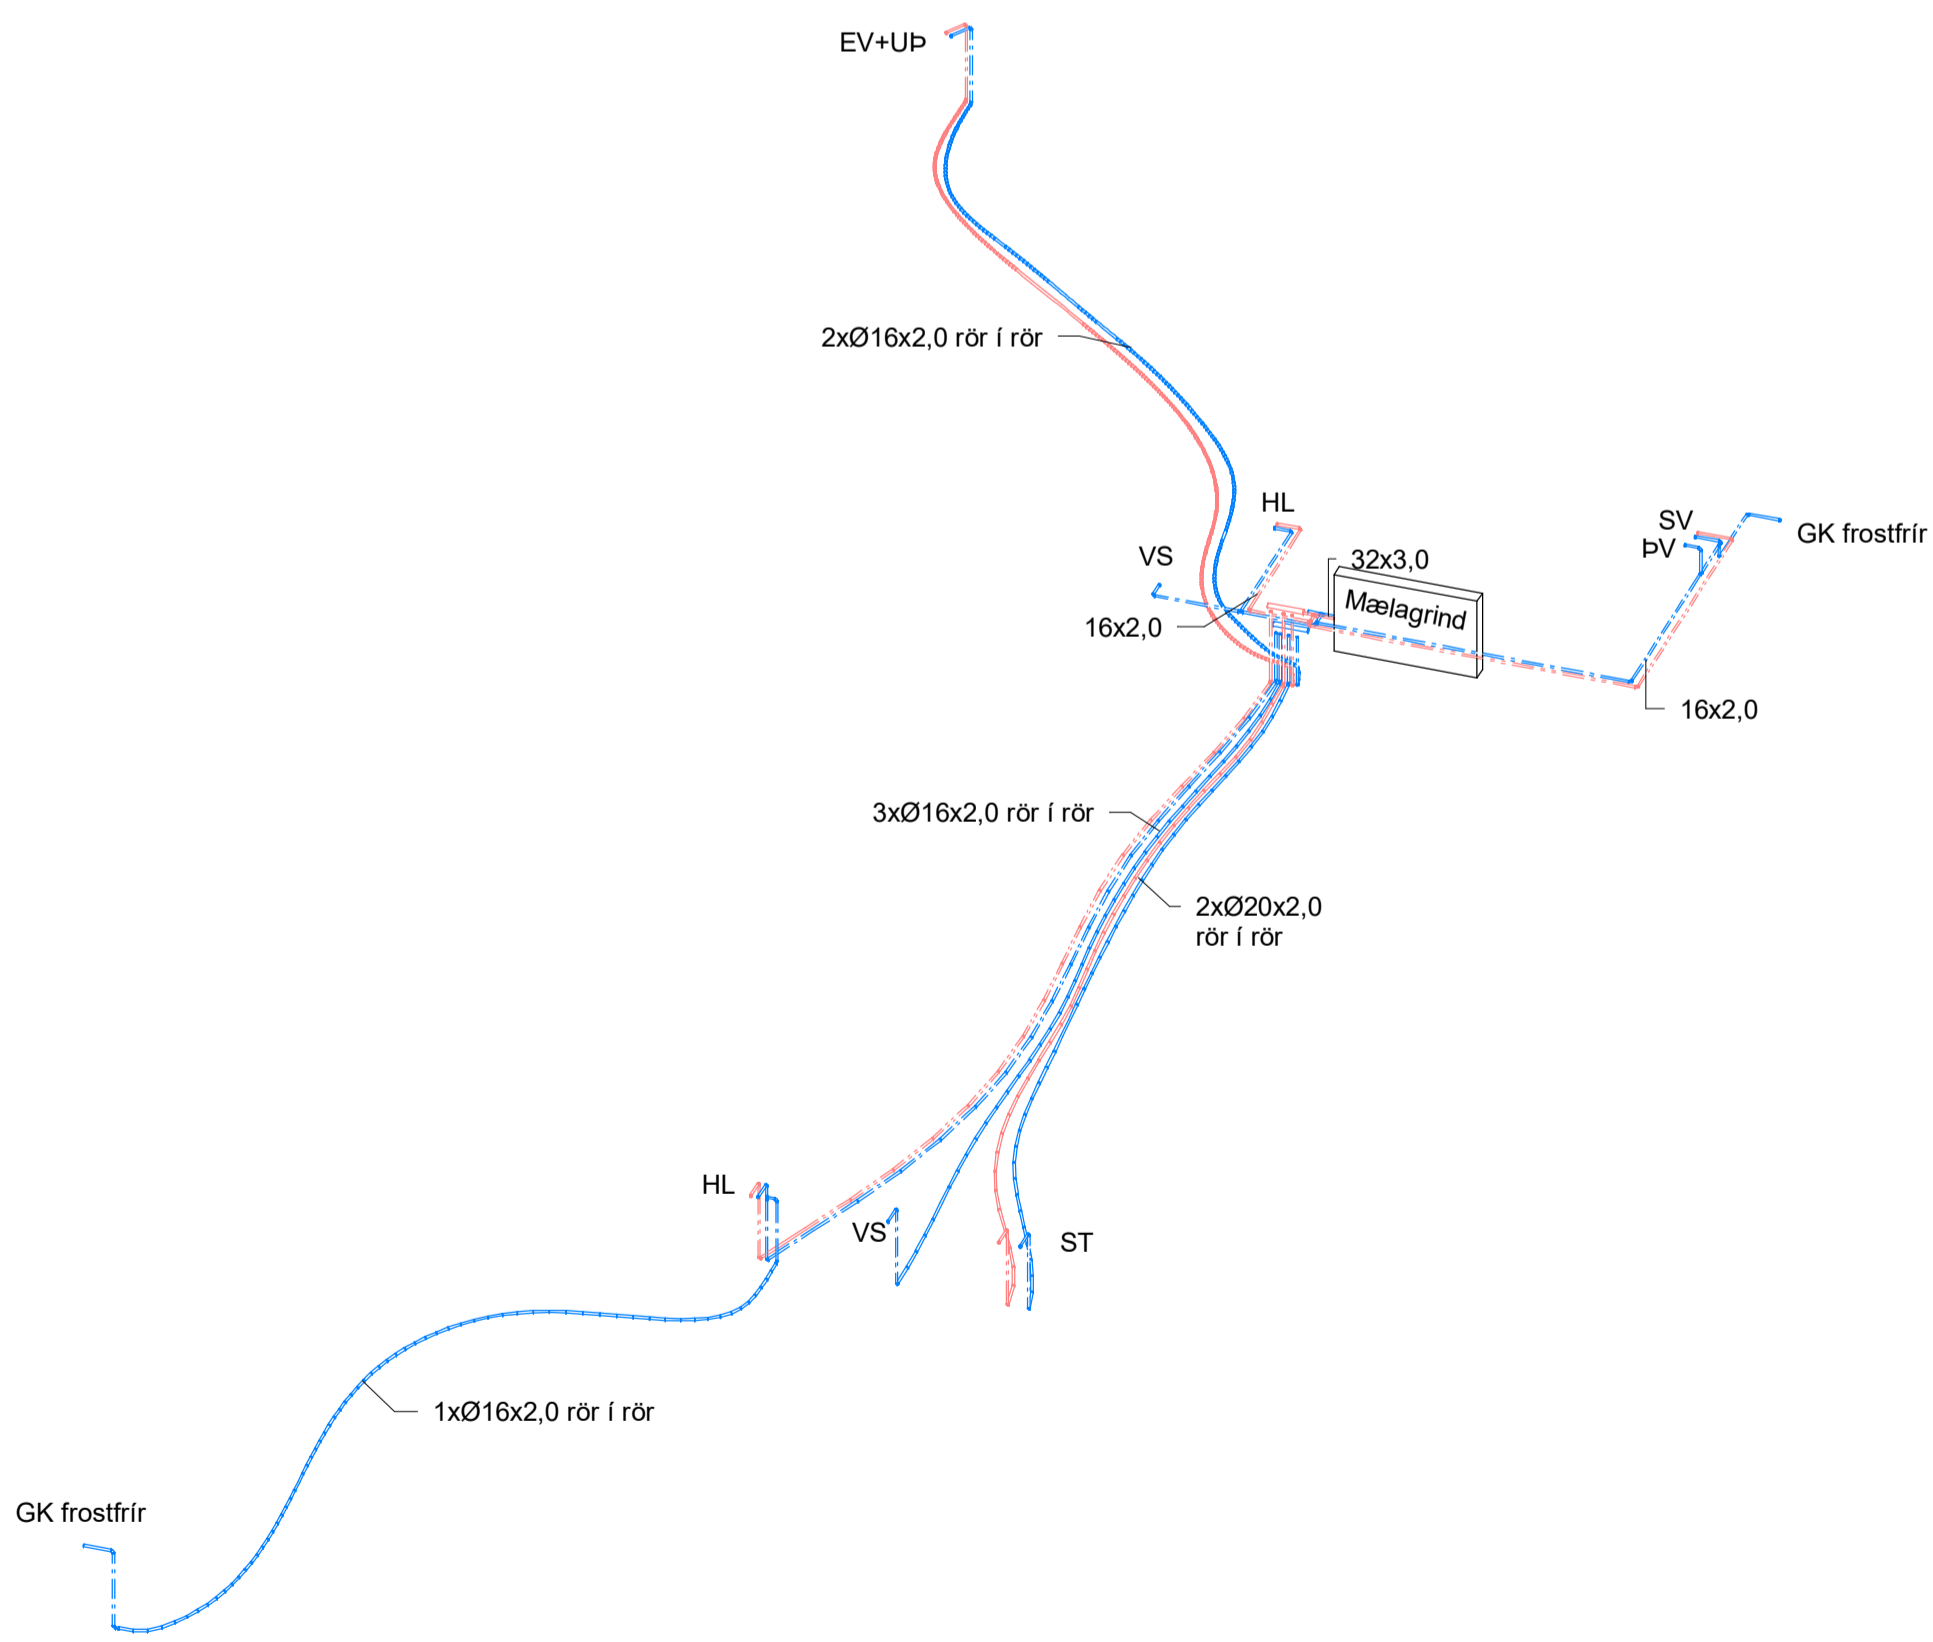 EV+UÞ
2xØ16x2,0 rör í rör
HL
SV
GK frostfrír
ÞV
VS
32x3,0
Mælagrind
16x2,0
16x2,0
3xØ16x2,0 rör í rör
2xØ20x2,0
rör í rör
HL
VS
ST
1xØ16x2,0 rör í rör
GK frostfrír